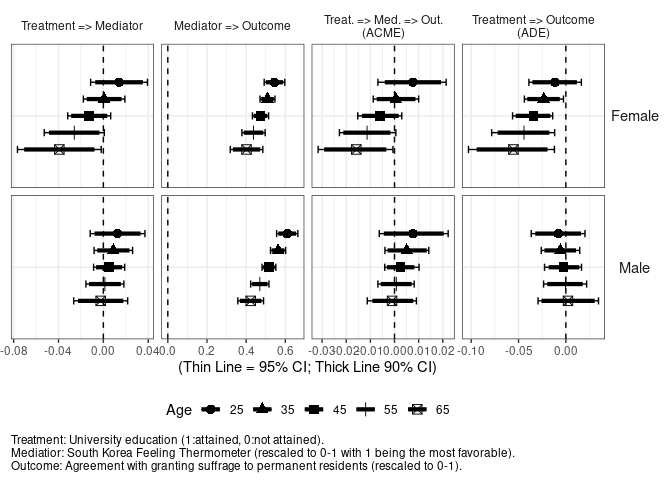 Treatment => Mediator
Mediator => Outcome
Treat. => Med. => Out.
(ACME)
Treatment => Outcome
(ADE)
Female
Male
-0.08 -0.04 0.00 0.04 0.0 0.2 0.4 0.6 -0.03 0.02 0.01 0.00 0.01 0.02 -0.10 -0.05 0.00
(Thin Line = 95% CI; Thick Line 90% CI)
Age 25 35 45 55 65
Treatment: University education (1:attained, 0:not attained).
Mediatior: South Korea Feeling Thermometer (rescaled to 0-1 with 1 being the most favorable).
Outcome: Agreement with granting suffrage to permanent residents (rescaled to 0-1).